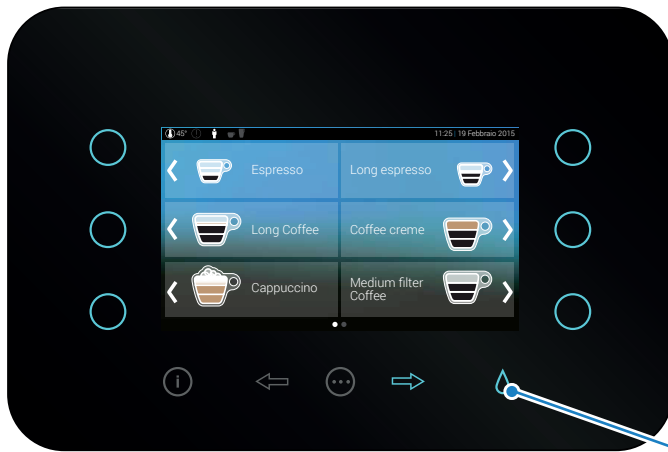 45° 11:25 | 19 Febbraio 2015
Espresso
Long espresso
Long Coffee
Coffee creme
Cappuccino
Medium filter
Coffee
i